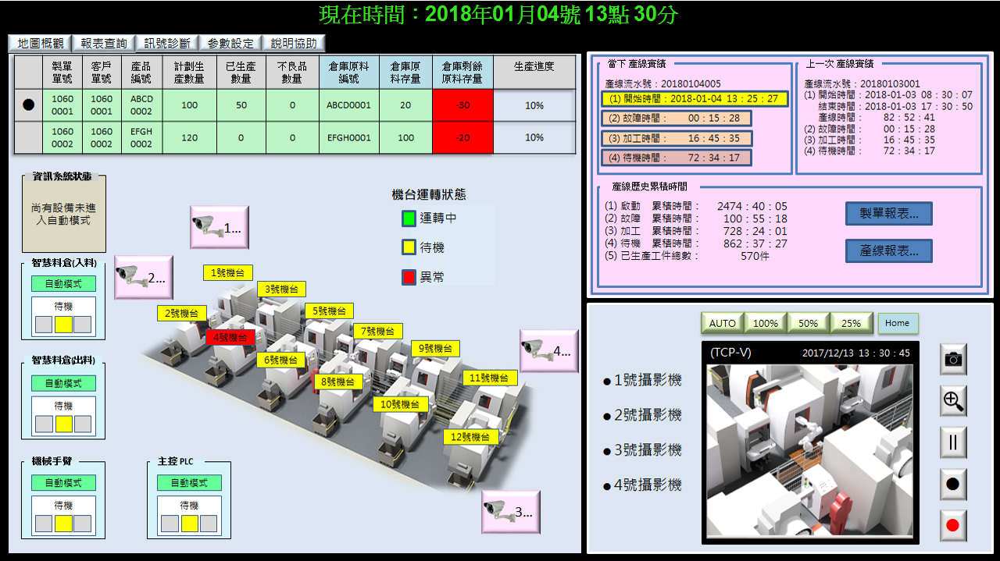 現在時間：2018年01月04號 13點 30分
地圖概觀 報表查詢 訊號診斷 參數設定 說明協助
製單單號 客戶單號 產品編號 計劃生產數量 已生產數量 不良品數量 倉庫原料編號 倉庫原料存量 倉庫剩餘原料存量 生產進度
10600001 10600001 ABCD0002 100 50 0 ABCD0001 20 -30 10%
10600002 10600002 EFGH0002 120 0 0 EFGH0001 100 -20 10%
資訊系統狀態
尚有設備未進
入自動模式
智慧料倉(入料)
自動模式
待機
智慧料倉(出料)
自動模式
待機
機械手臂
自動模式
待機
主控 PLC
自動模式
待機
機台運轉狀態
運轉中
待機
異常
1...
2...
4...
3...
1號機台
3號機台
2號機台
5號機台
4號機台
7號機台
6號機台
9號機台
8號機台
11號機台
10號機台
12號機台
當下 產線實績
產線流水號：20180104005
(1) 開始時間：2018-01-04 13：25：27
(2) 故障時間： 00：15：28
(3) 加工時間： 16：45：35
(4) 待機時間： 72：34：17
上一次 產線實績
產線流水號：20180103001
(1) 開始時間：2018-01-03 08：30：07
結束時間：2018-01-03 17：30：50
產線時間： 82：52：41
(2) 故障時間： 00：15：28
(3) 加工時間： 16：45：35
(4) 待機時間： 72：34：17
產線歷史累積時間
(1) 啟動 累積時間： 2474：40：05
(2) 故障 累積時間： 100：55：18
(3) 加工 累積時間： 728：24：01
(4) 待機 累積時間： 862：37：27
(5) 已生產工件總數： 570件
製單報表...
產線報表...
AUTO 100% 50% 25% Home
(TCP-V) 2017/12/13 13：30：45
1號攝影機
2號攝影機
3號攝影機
4號攝影機